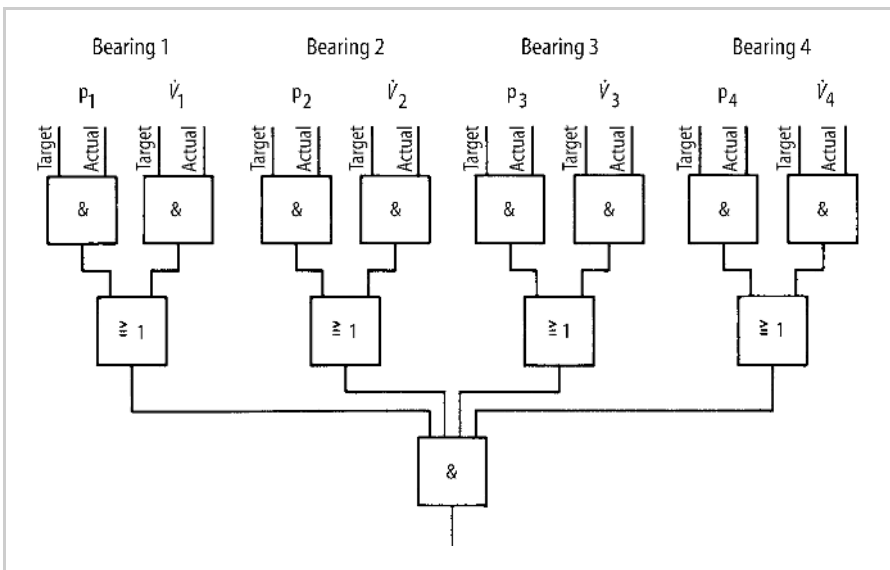 Bearing 1 Bearing 2 Bearing 3 Bearing 4
p1 V̇1 p2 V̇2 p3 V̇3 p4 V̇4
Target Actual Target Actual Target Actual Target Actual Target Actual Target Actual Target Actual Target Actual
& & & & & & & &
≥ 1 ≥ 1 ≥ 1 ≥ 1
&